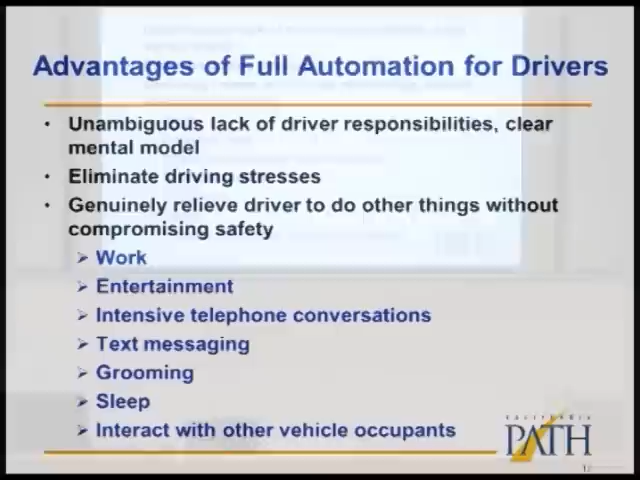 Advantages of Full Automation for Drivers
• Unambiguous lack of driver responsibilities, clear
mental model
• Eliminate driving stresses
• Genuinely relieve driver to do other things without
compromising safety
➢ Work
➢ Entertainment
➢ Intensive telephone conversations
➢ Text messaging
➢ Grooming
➢ Sleep
➢ Interact with other vehicle occupants
CALIFORNIA
PATH